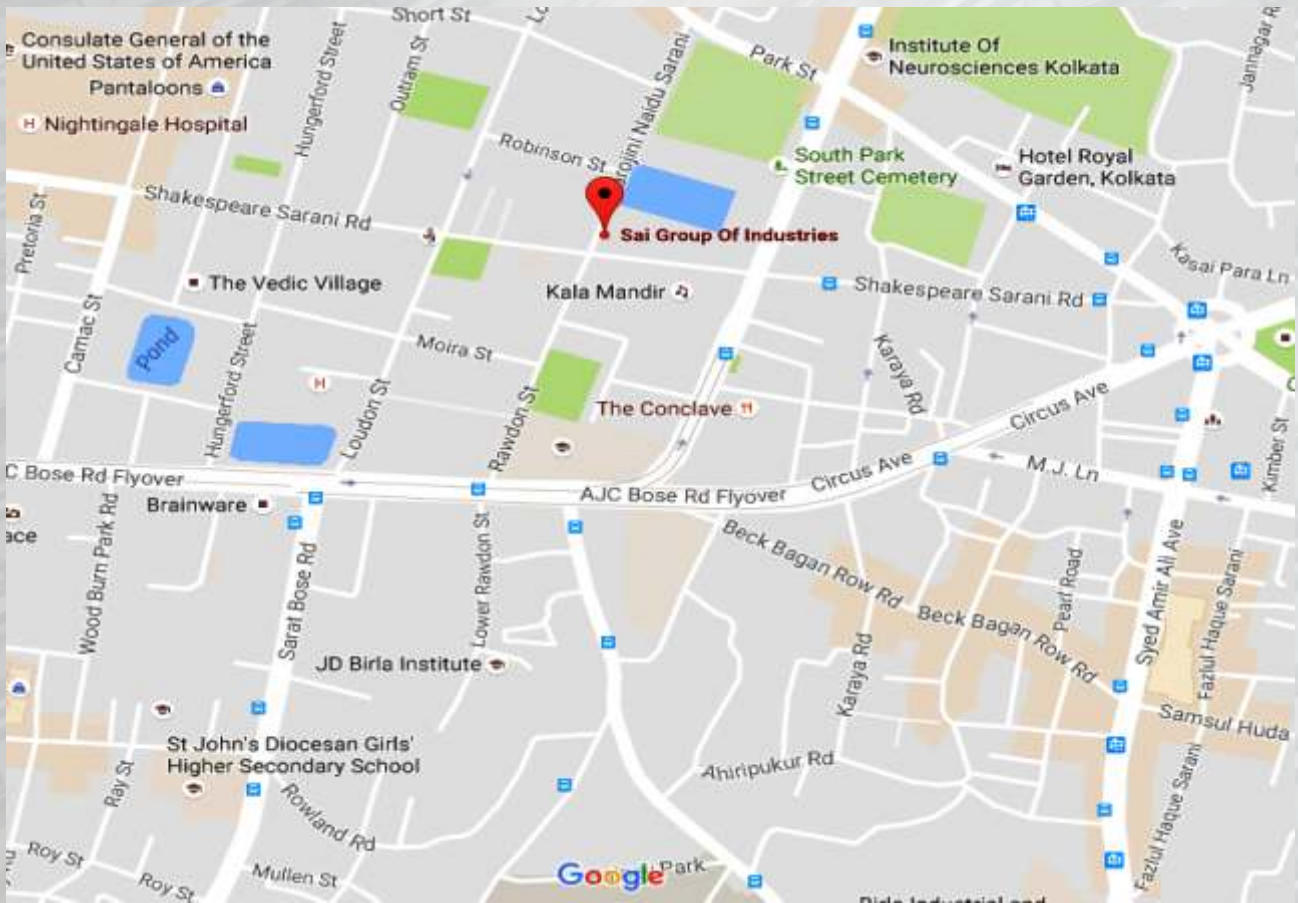 Short St
Consulate General of the
United States of America
Pantaloons
H Nightingale Hospital
Hungerford Street
Outram St
Park St
Institute Of
Neurosciences Kolkata
Robinson St
South Park
Street Cemetery
Hotel Royal
Garden, Kolkata
Pretoria St
Shakespeare Sarani Rd
Sai Group Of Industries
Kasai Para Ln
The Vedic Village
Kala Mandir
Shakespeare Sarani Rd
Camac St
Pond
Hungerford Street
Moira St
Karaya Rd
H
Loudon St
Rawdon St
The Conclave
Circus Ave
Kimber St
C Bose Rd Flyover
AJC Bose Rd Flyover
Circus Ave
M.J. Ln
Brainware
ace
Wood Burn Park Rd
Sarat Bose Rd
Lower Rawdon St
Beck Bagan Row Rd
Beck Bagan Row Rd
Pearl Road
Syed Amir Ali Ave
Fazlul Haque Sarani
JD Birla Institute
Karaya Rd
Samsul Huda
St John's Diocesan Girls'
Higher Secondary School
Ahiripukur Rd
Ray St
Rowland Rd
Fazlul Haque Sarani
Roy St
Roy St
Mullen St
Google
Park